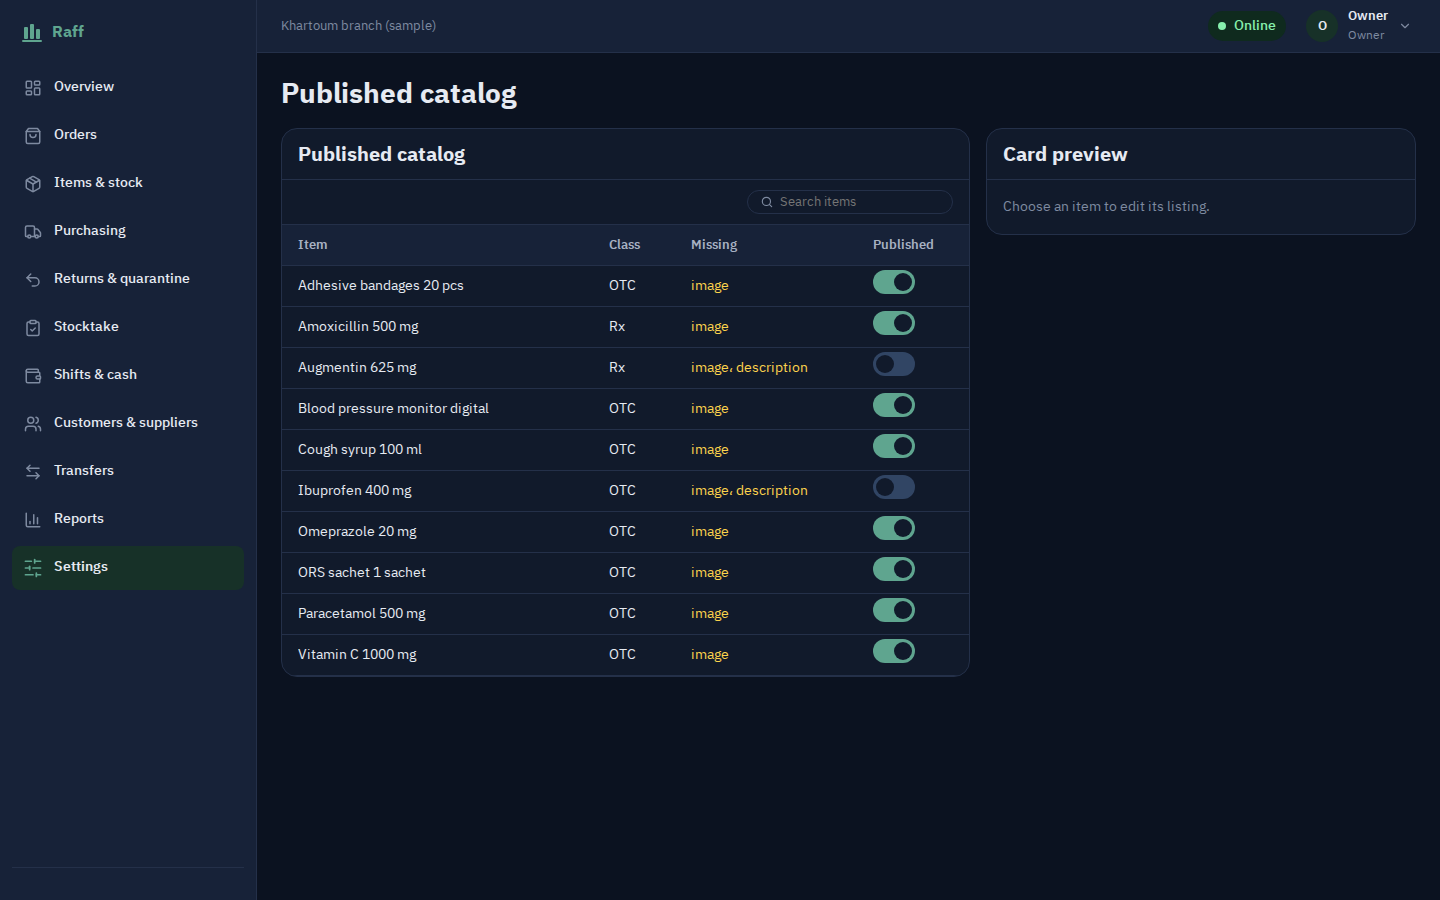 Raff
Khartoum branch (sample)
Online
O
Owner
Owner
Overview
Orders
Items & stock
Purchasing
Returns & quarantine
Stocktake
Shifts & cash
Customers & suppliers
Transfers
Reports
Settings
Published catalog
Published catalog
Search items
Item Class Missing Published
Adhesive bandages 20 pcs OTC image
Amoxicillin 500 mg Rx image
Augmentin 625 mg Rx image، description
Blood pressure monitor digital OTC image
Cough syrup 100 ml OTC image
Ibuprofen 400 mg OTC image، description
Omeprazole 20 mg OTC image
ORS sachet 1 sachet OTC image
Paracetamol 500 mg OTC image
Vitamin C 1000 mg OTC image
Card preview
Choose an item to edit its listing.